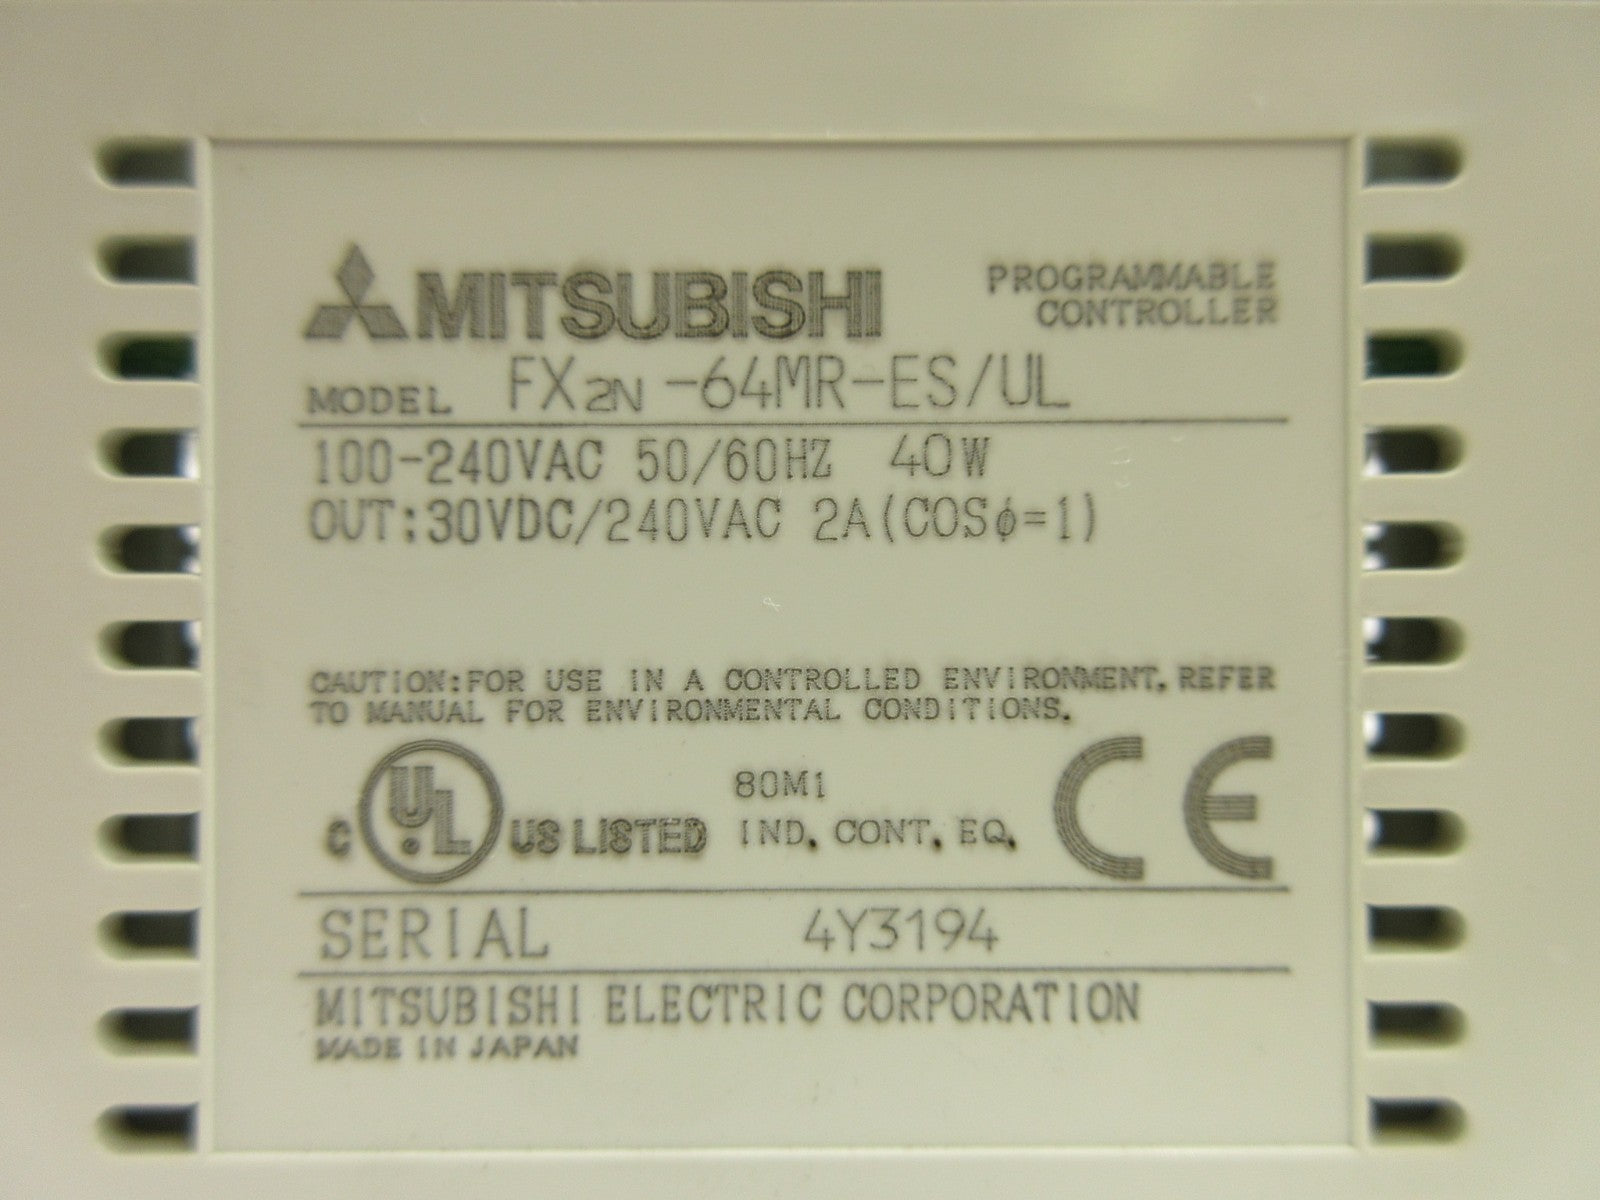 MITSUBISHI
PROGRAMMABLE
CONTROLLER
MODEL FX2N-64MR-ES/UL
100-240VAC 50/60HZ 40W
OUT:30VDC/240VAC 2A(COSϕ=1)
CAUTION:FOR USE IN A CONTROLLED ENVIRONMENT. REFER
TO MANUAL FOR ENVIRONMENTAL CONDITIONS.
C UL US LISTED
80M1
IND. CONT. EQ.
CE
SERIAL 4Y3194
MITSUBISHI ELECTRIC CORPORATION
MADE IN JAPAN